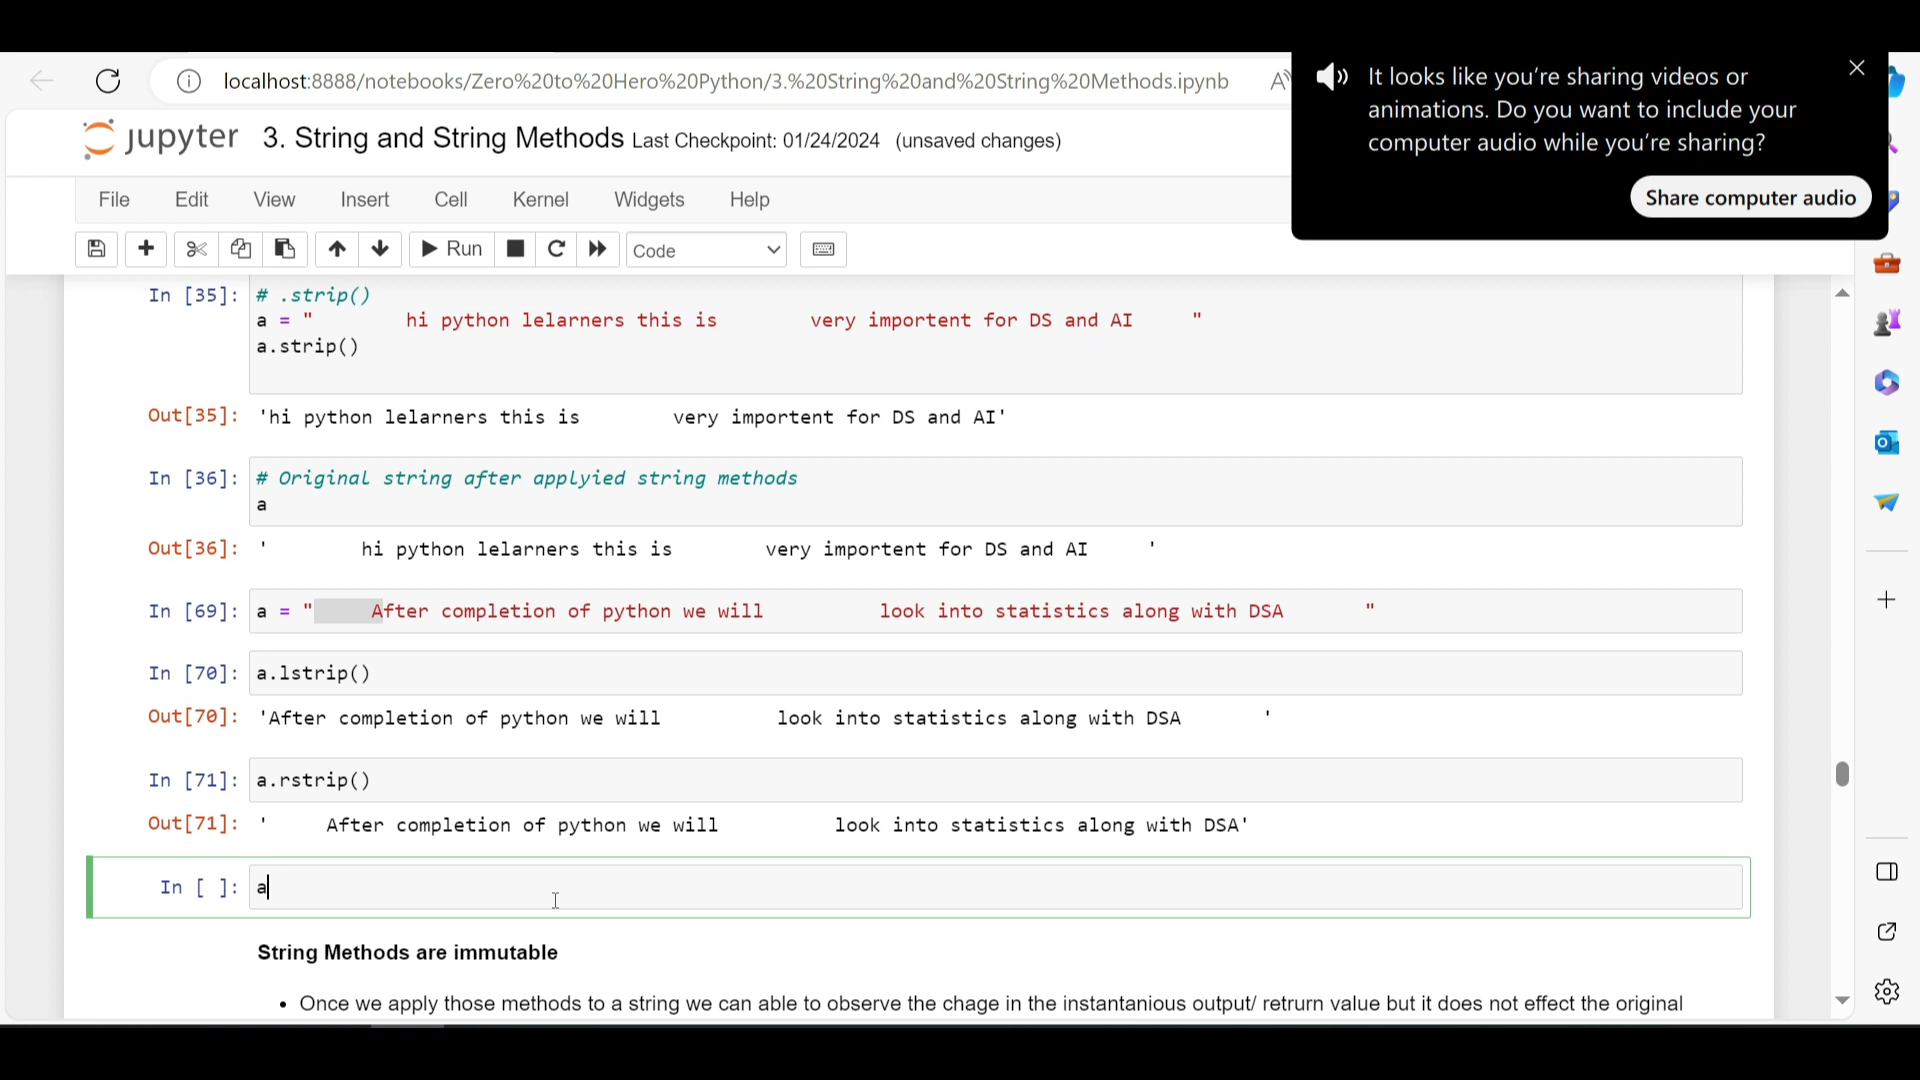 localhost:8888/notebooks/Zero%20to%20Hero%20Python/3.%20String%20and%20String%20Methods.ipynb
It looks like you're sharing videos or
animations. Do you want to include your
computer audio while you're sharing?
Share computer audio
jupyter 3. String and String Methods Last Checkpoint: 01/24/2024 (unsaved changes)
File Edit View Insert Cell Kernel Widgets Help
Run Code
In [35]: # .strip()
a = "        hi python lelarners this is        very importent for DS and AI     "
a.strip()
Out[35]: 'hi python lelarners this is        very importent for DS and AI'
In [36]: # Original string after applyied string methods
a
Out[36]: '        hi python lelarners this is        very importent for DS and AI     '
In [69]: a = "     After completion of python we will          look into statistics along with DSA       "
In [70]: a.lstrip()
Out[70]: 'After completion of python we will          look into statistics along with DSA       '
In [71]: a.rstrip()
Out[71]: '     After completion of python we will          look into statistics along with DSA'
In [ ]: a
String Methods are immutable
• Once we apply those methods to a string we can able to observe the chage in the instantanious output/ retrurn value but it does not effect the original